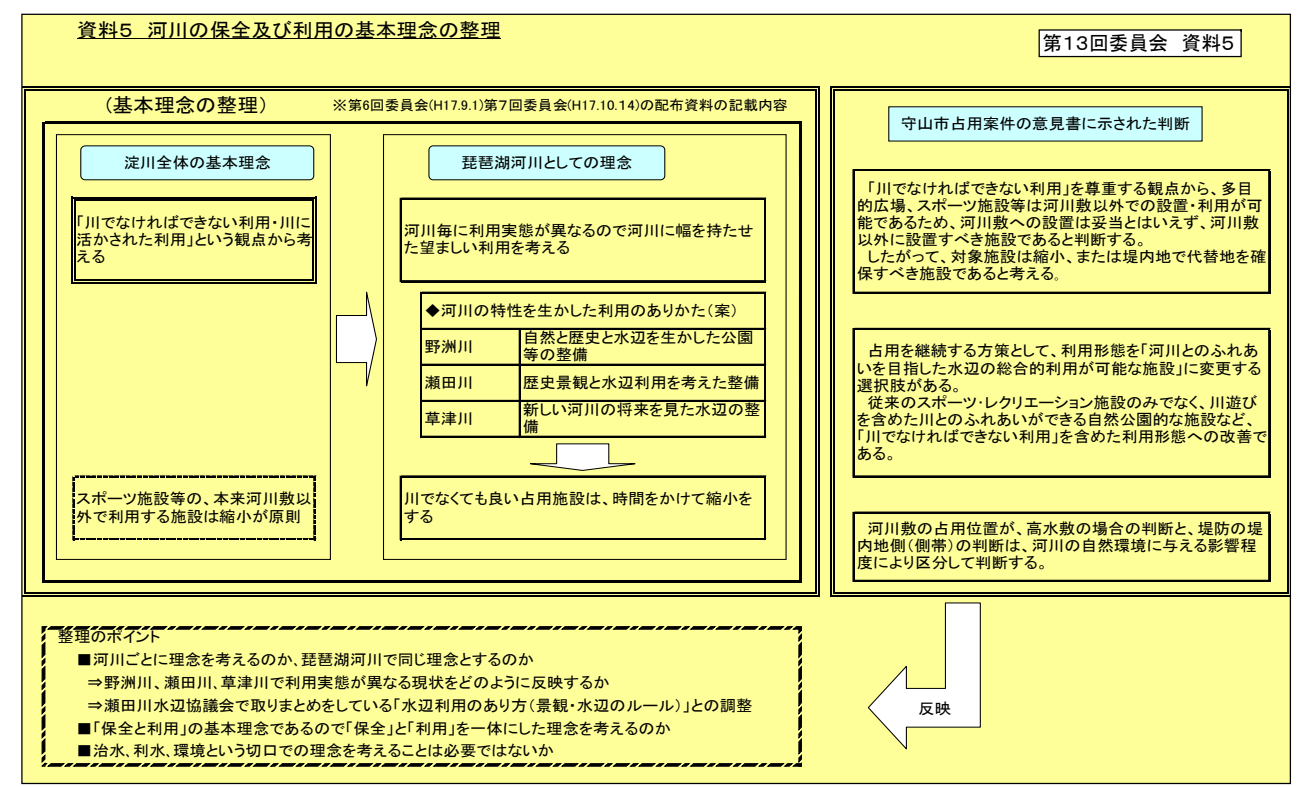 資料5 河川の保全及び利用の基本理念の整理
第13回委員会 資料5
(基本理念の整理)
※第6回委員会(H17.9.1)第7回委員会(H17.10.14)の配布資料の記載内容
淀川全体の基本理念
「川でなければできない利用・川に
活かされた利用」という観点から考
える
スポーツ施設等の、本来河川敷以
外で利用する施設は縮小が原則
琵琶湖河川としての理念
河川毎に利用実態が異なるので河川に幅を持たせ
た望ましい利用を考える
◆河川の特性を生かした利用のありかた(案)
野洲川
自然と歴史と水辺を生かした公園
等の整備
瀬田川
歴史景観と水辺利用を考えた整備
草津川
新しい河川の将来を見た水辺の整
備
川でなくても良い占用施設は、時間をかけて縮小を
する
守山市占用案件の意見書に示された判断
「川でなければできない利用」を尊重する観点から、多目
的広場、スポーツ施設等は河川敷以外での設置・利用が可
能であるため、河川敷への設置は妥当とはいえず、河川敷
以外に設置すべき施設であると判断する。
したがって、対象施設は縮小、または堤内地で代替地を確
保すべき施設であると考える。
占用を継続する方策として、利用形態を「河川とのふれあ
いを目指した水辺の総合的利用が可能な施設」に変更する
選択肢がある。
従来のスポーツ・レクリエーション施設のみでなく、川遊び
を含めた川とのふれあいができる自然公園的な施設など、
「川でなければできない利用」を含めた利用形態への改善で
ある。
河川敷の占用位置が、高水敷の場合の判断と、堤防の堤
内地側(側帯)の判断は、河川の自然環境に与える影響程
度により区分して判断する。
反映
整理のポイント
■河川ごとに理念を考えるのか、琵琶湖河川で同じ理念とするのか
⇒野洲川、瀬田川、草津川で利用実態が異なる現状をどのように反映するか
⇒瀬田川水辺協議会で取りまとめをしている「水辺利用のあり方(景観・水辺のルール)」との調整
■「保全と利用」の基本理念であるので「保全」と「利用」を一体にした理念を考えるのか
■治水、利水、環境という切口での理念を考えることは必要ではないか